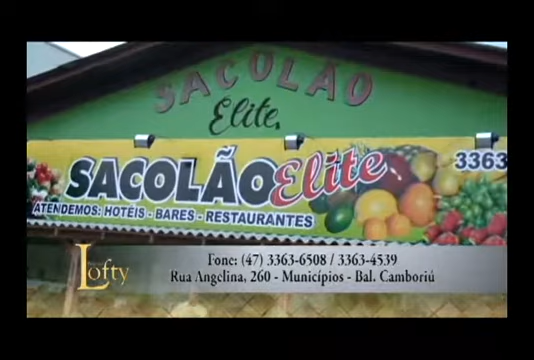 SACOLÃO
Elite
SACOLÃO Elite
3363
ATENDEMOS: HOTÉIS - BARES - RESTAURANTES
Lofty
Fone: (47) 3363-6508 / 3363-4539
Rua Angelina, 260 - Municípios - Bal. Camboriú